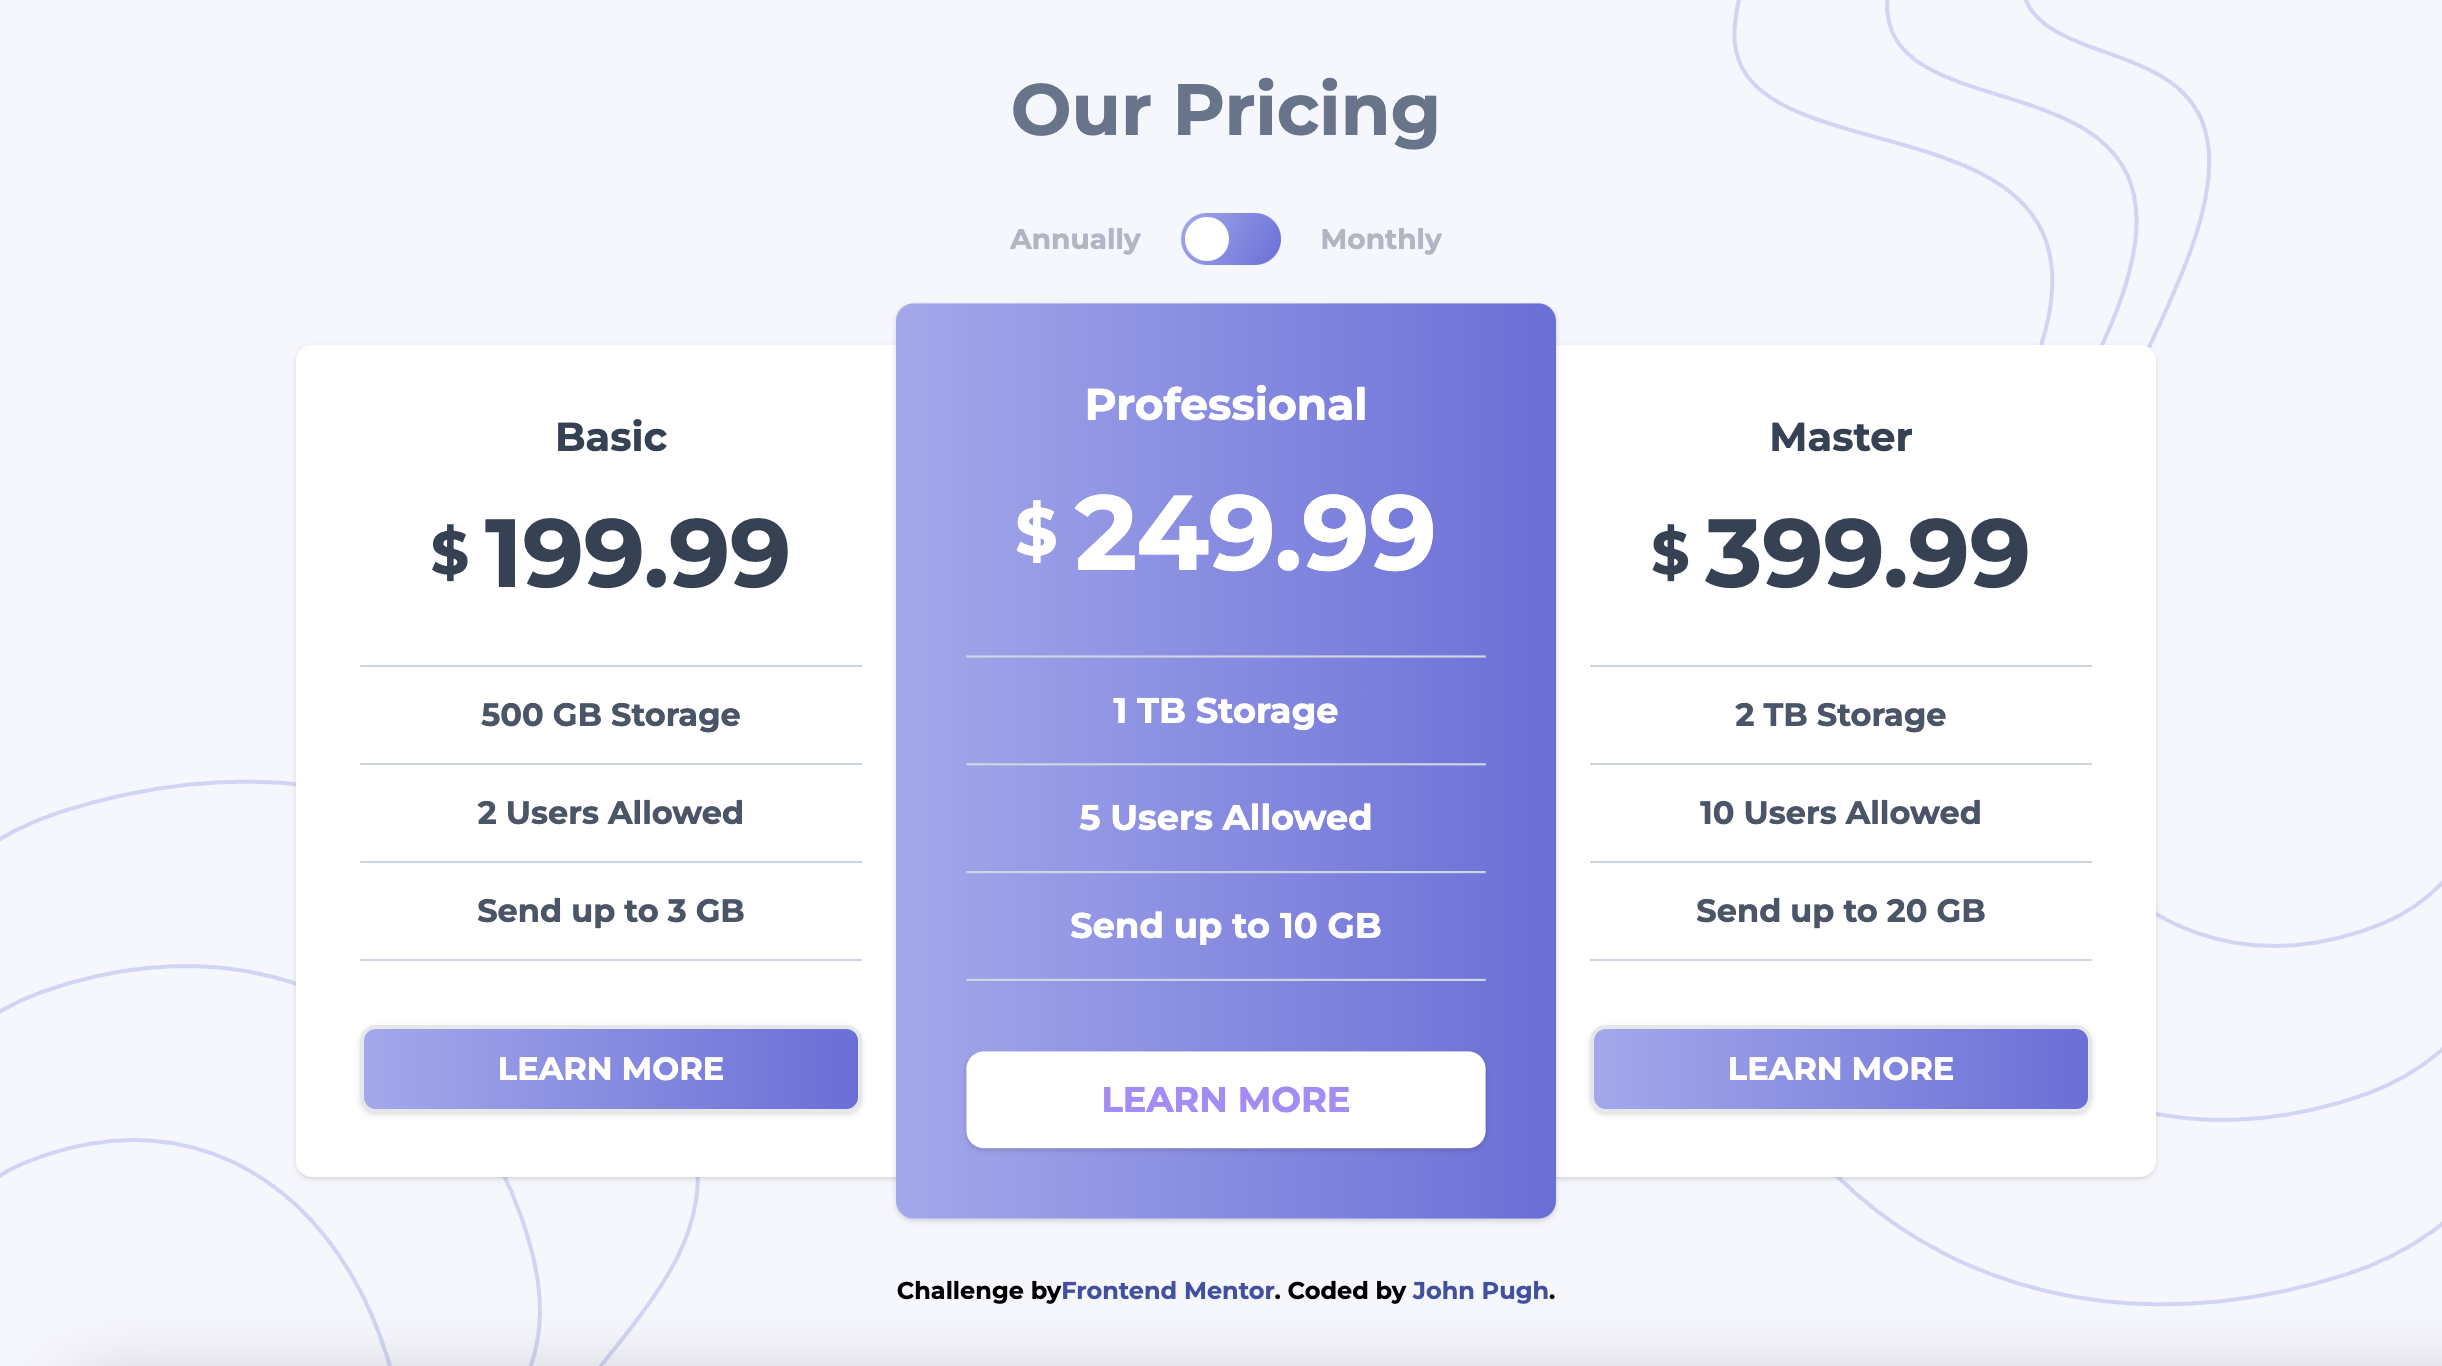 Our Pricing
Annually Monthly
Basic
$ 199.99
500 GB Storage
2 Users Allowed
Send up to 3 GB
LEARN MORE
Professional
$ 249.99
1 TB Storage
5 Users Allowed
Send up to 10 GB
LEARN MORE
Master
$ 399.99
2 TB Storage
10 Users Allowed
Send up to 20 GB
LEARN MORE
Challenge byFrontend Mentor. Coded by John Pugh.